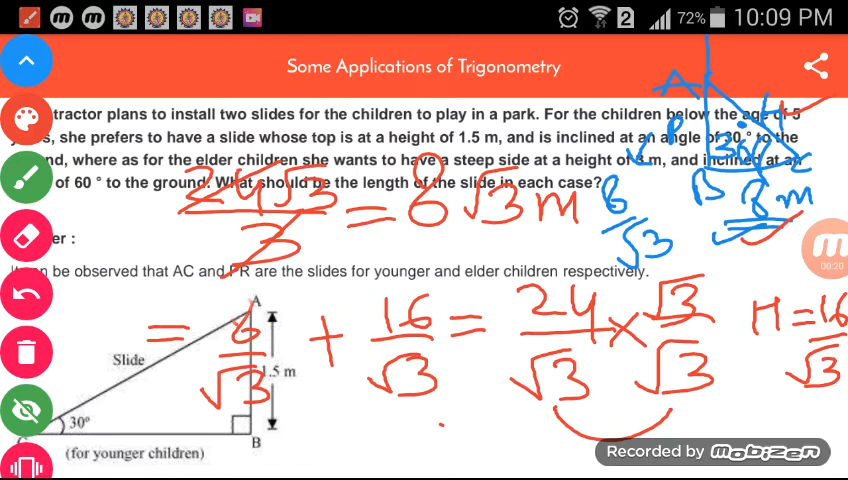 2 72% 10:09 PM
Some Applications of Trigonometry
tractor plans to install two slides for the children to play in a park. For the children below the age of 5
s, she prefers to have a slide whose top is at a height of 1.5 m, and is inclined at an angle of 30 ° to the
nd, where as for the elder children she wants to have a steep side at a height of 3 m, and inclined at an
of 60 ° to the ground. What should be the length of the slide in each case?
A H P 30° B C
24√3 / 3 = 8√3 m
8 / √3 8 m
er :
It can be observed that AC and PR are the slides for younger and elder children respectively.
= 8 / √3 + 16 / √3 = 24 / √3 × √3 / √3 H = 16 / √3
A
Slide
1.5 m
30°
C B
(for younger children)
00:20
Recorded by mobizen